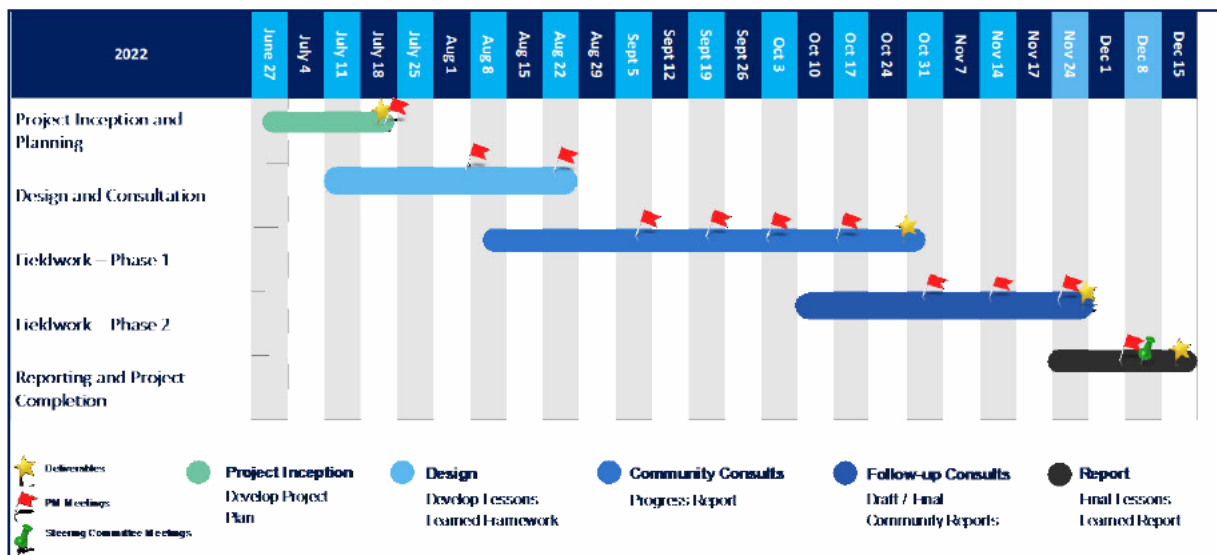 2022
June 27
July 4
July 11
July 18
July 25
Aug 1
Aug 8
Aug 15
Aug 22
Aug 29
Sept 5
Sept 12
Sept 19
Sept 26
Oct 3
Oct 10
Oct 17
Oct 24
Oct 31
Nov 7
Nov 14
Nov 17
Nov 24
Dec 1
Dec 8
Dec 15
Project Inception and
Planning
Design and Consultation
Fieldwork – Phase 1
Fieldwork – Phase 2
Reporting and Project
Completion
Deliverables
PM Meetings
Steering Committee Meetings
Project Inception
Develop Project
Plan
Design
Develop Lessons
Learned Framework
Community Consults
Progress Report
Follow-up Consults
Draft / Final
Community Reports
Report
Final Lessons
Learned Report